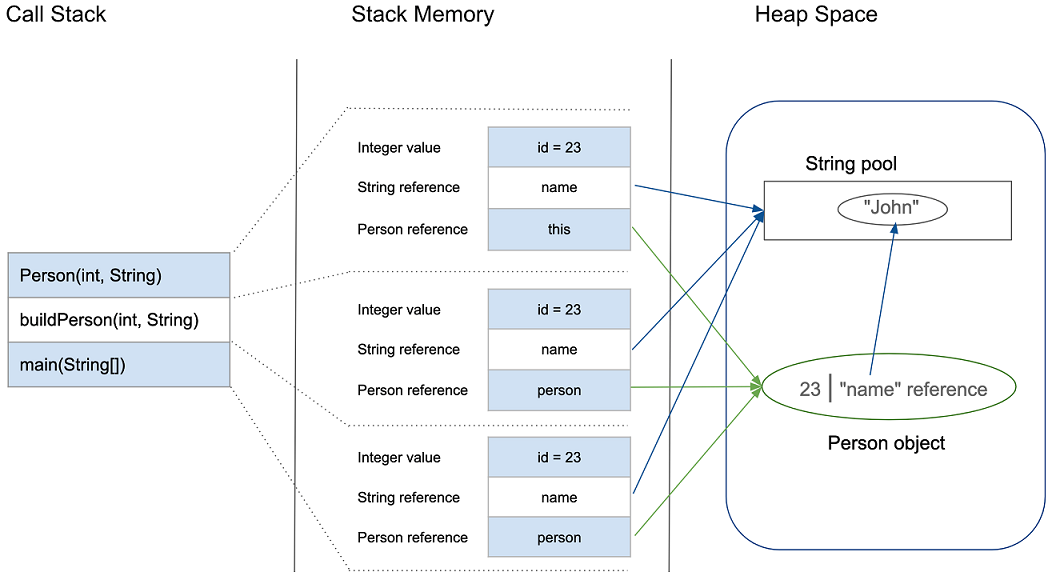 Call Stack
Stack Memory
Heap Space
Person(int, String)
buildPerson(int, String)
main(String[])
Integer value
id = 23
String reference
name
Person reference
this
Integer value
id = 23
String reference
name
Person reference
person
Integer value
id = 23
String reference
name
Person reference
person
String pool
"John"
23 | "name" reference
Person object